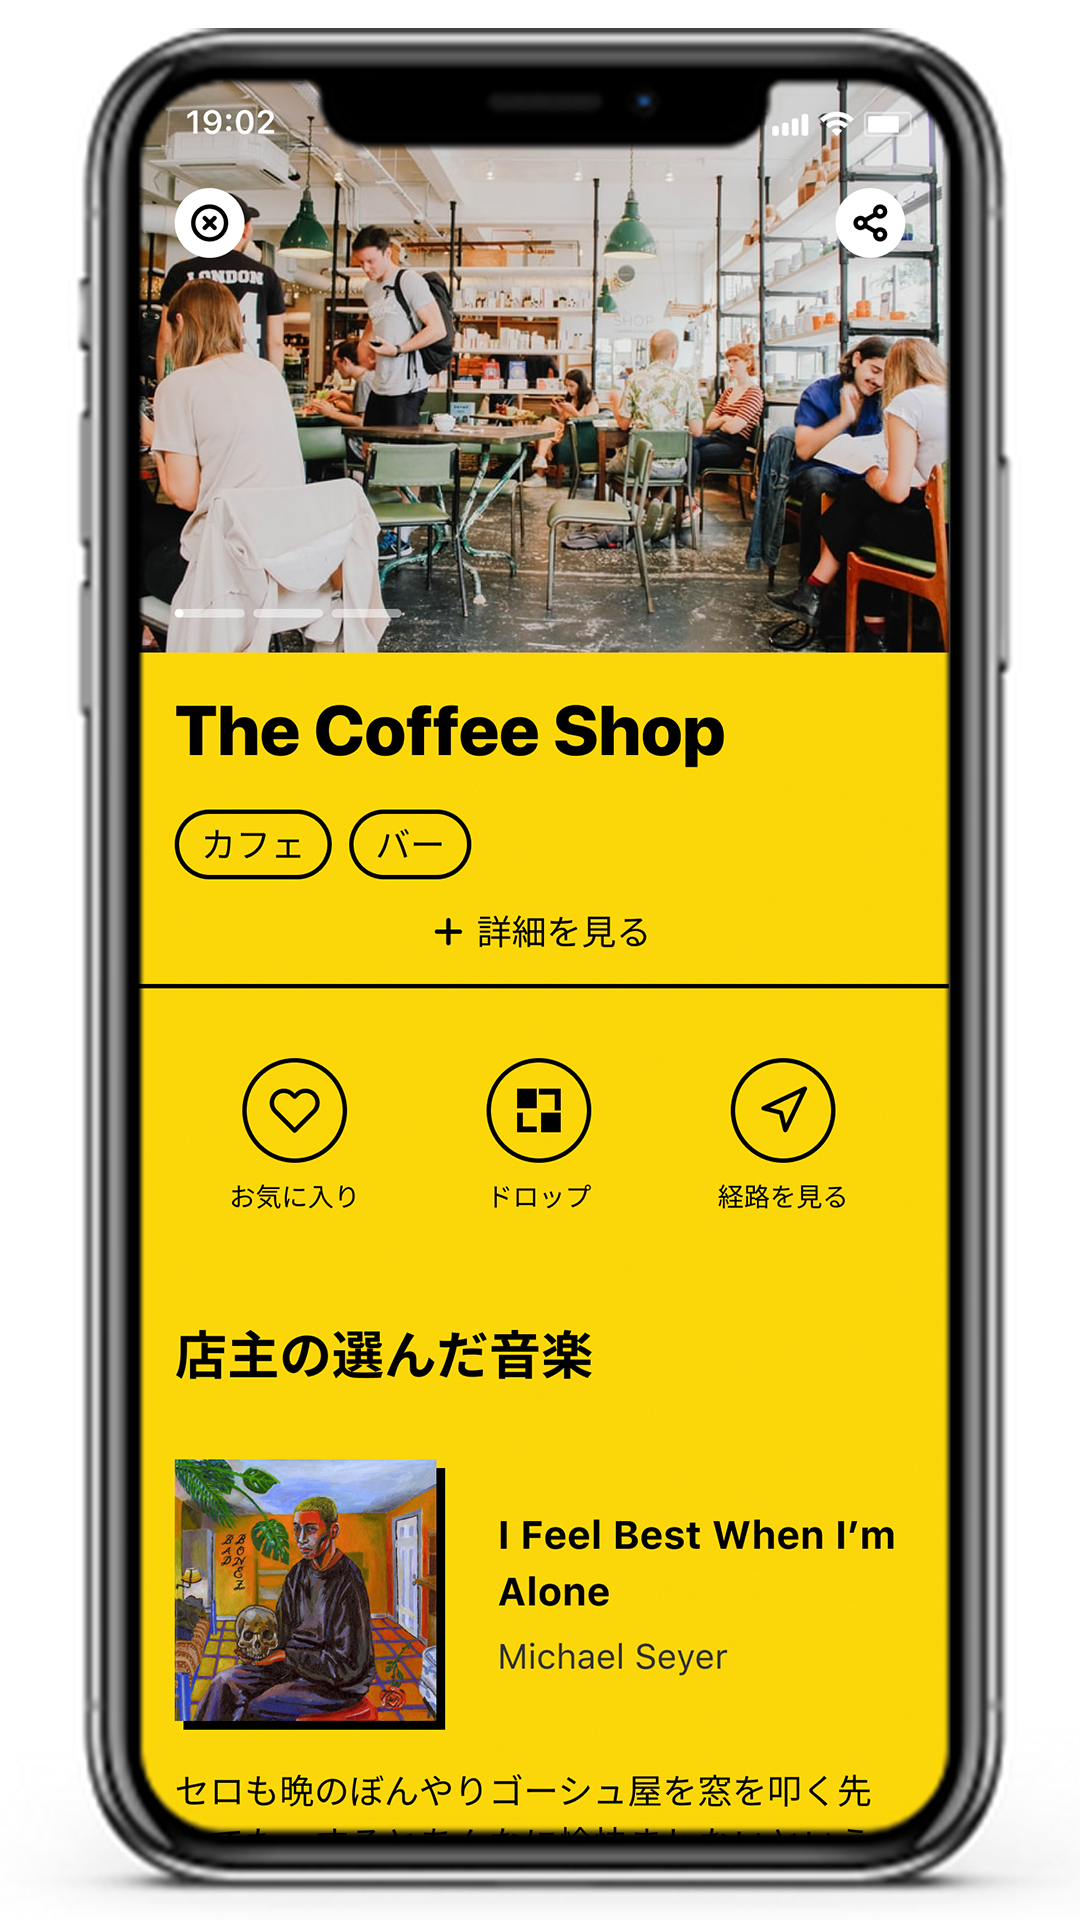 19:02
LONDON
SHOP
The Coffee Shop
カフェ
バー
+ 詳細を見る
お気に入り
ドロップ
経路を見る
店主の選んだ音楽
BAD
BONEZ
I Feel Best When I’m
Alone
Michael Seyer
セロも晩のぼんやりゴーシュ屋を窓を叩く先